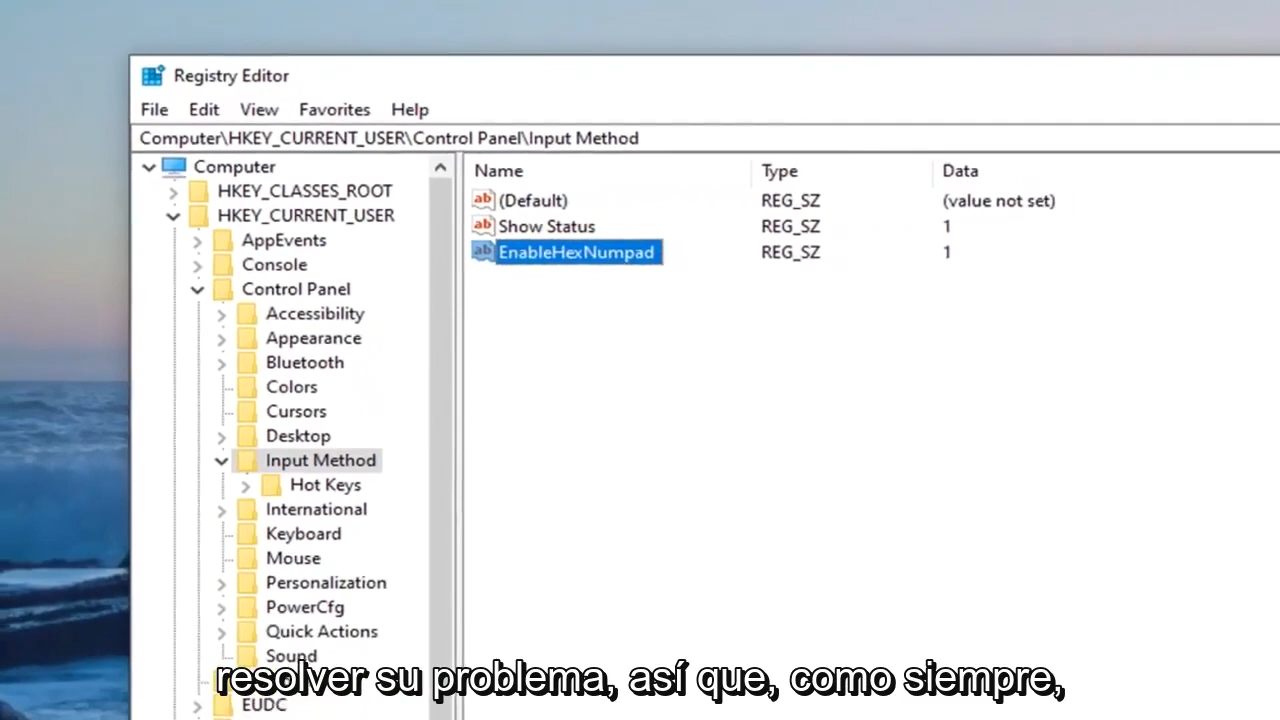 Registry Editor
File Edit View Favorites Help
Computer\HKEY_CURRENT_USER\Control Panel\Input Method
Computer
HKEY_CLASSES_ROOT
HKEY_CURRENT_USER
AppEvents
Console
Control Panel
Accessibility
Appearance
Bluetooth
Colors
Cursors
Desktop
Input Method
Hot Keys
International
Keyboard
Mouse
Personalization
PowerCfg
Quick Actions
Sound
EUDC
Name Type Data
ab (Default) REG_SZ (value not set)
ab Show Status REG_SZ 1
ab EnableHexNumpad REG_SZ 1
resolver su problema, así que, como siempre,